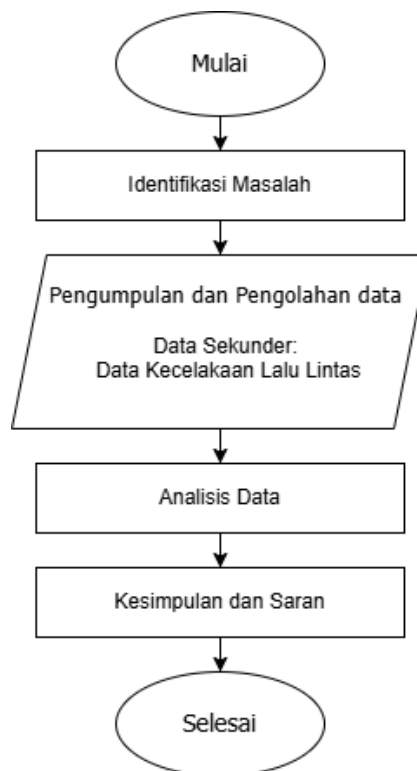 Mulai
Identifikasi Masalah
Pengumpulan dan Pengolahan data
Data Sekunder:
Data Kecelakaan Lalu Lintas
Analisis Data
Kesimpulan dan Saran
Selesai